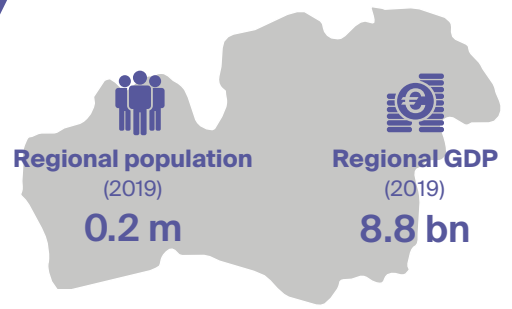 €
Regional population
(2019)
0.2 m
Regional GDP
(2019)
8.8 bn